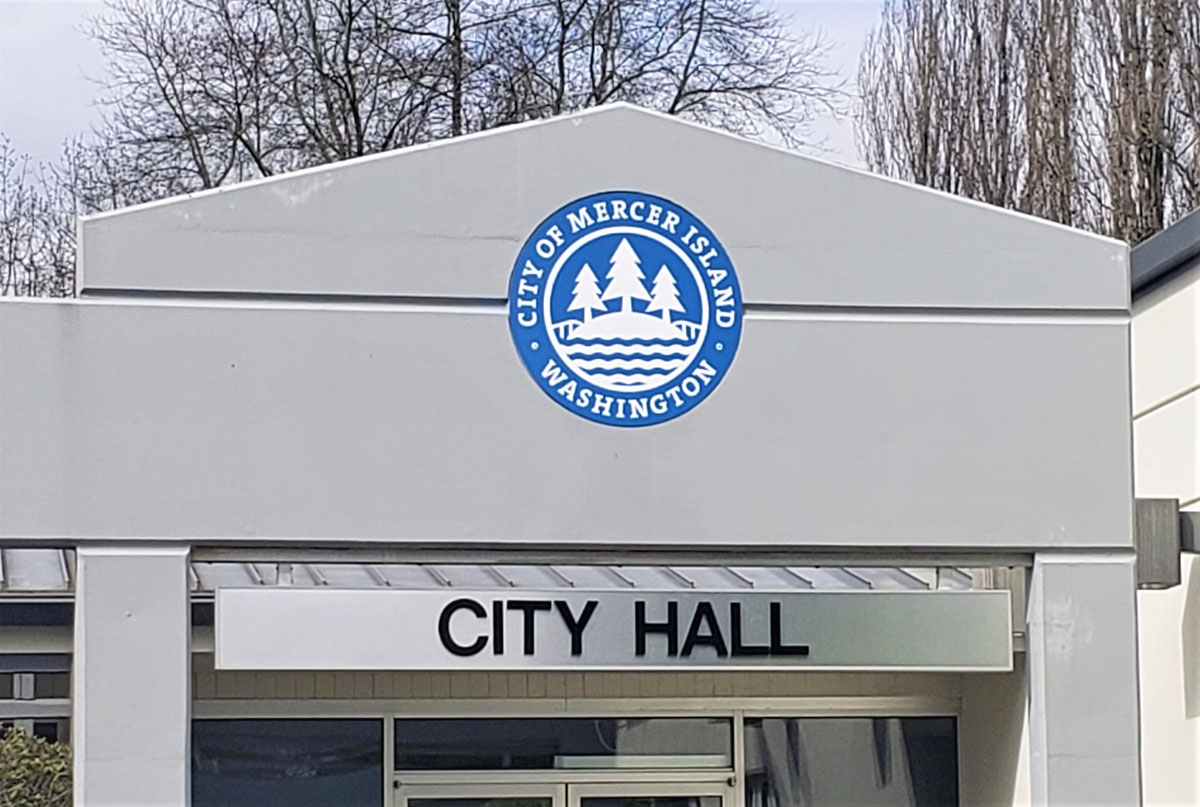 CITY OF MERCER ISLAND
WASHINGTON
CITY HALL